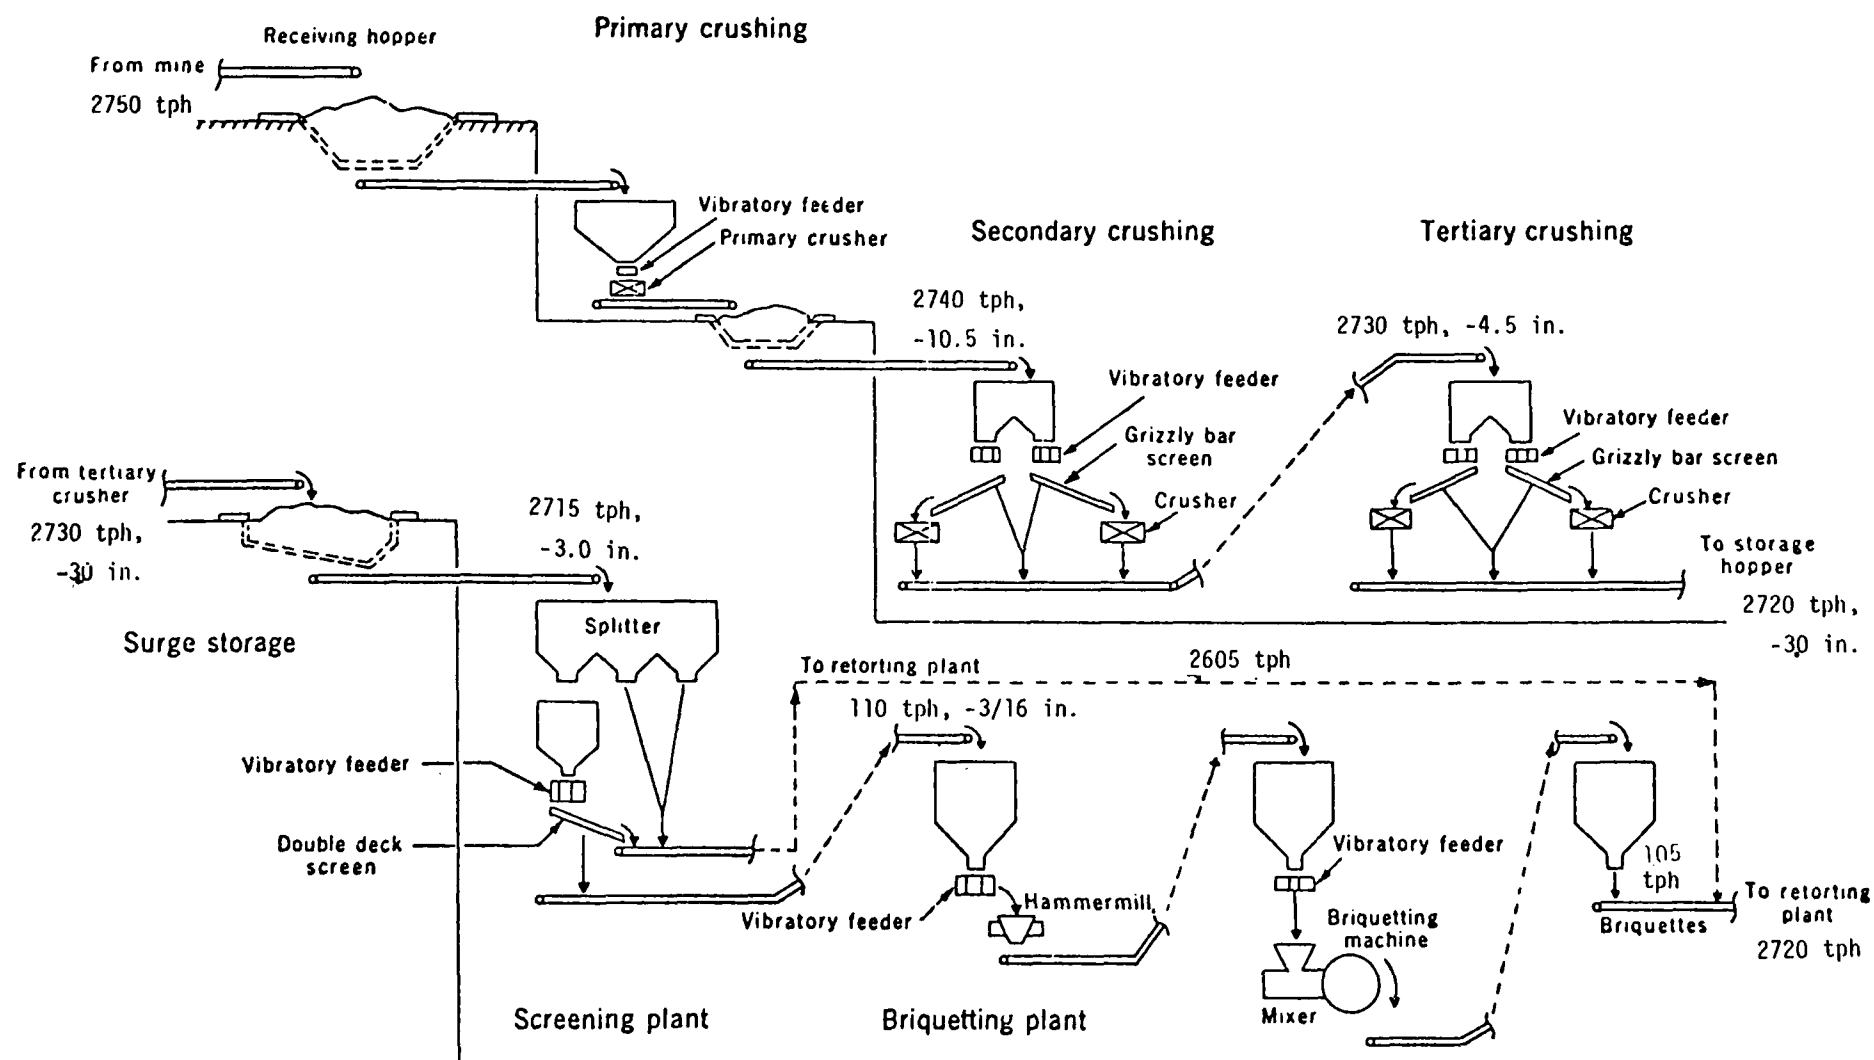 Primary crushing
Receiving hopper
From mine
2750 tph
Vibratory feeder
Primary crusher
Secondary crushing
Tertiary crushing
2740 tph,
-10.5 in.
2730 tph, -4.5 in.
Vibratory feeder
Grizzly bar
screen
Crusher
Vibratory feeder
Grizzly bar screen
Crusher
To storage
hopper
2720 tph,
-3.0 in.
From tertiary
crusher
2730 tph,
-3.0 in.
2715 tph,
-3.0 in.
Surge storage
Splitter
To retorting plant
2605 tph
110 tph, -3/16 in.
Vibratory feeder
Double deck
screen
Vibratory feeder
Hammermill
Vibratory feeder
Briquetting
machine
Mixer
105
tph
Briquettes
To retorting
plant
2720 tph
Screening plant
Briquetting plant